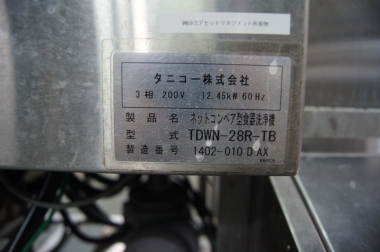 タニコー株式会社
3相 200V 12.45kW 60Hz
製品名 ネットコンベア型食器洗浄機
型式 TDWN-28R-TB
製造番号 1402-010 D AX